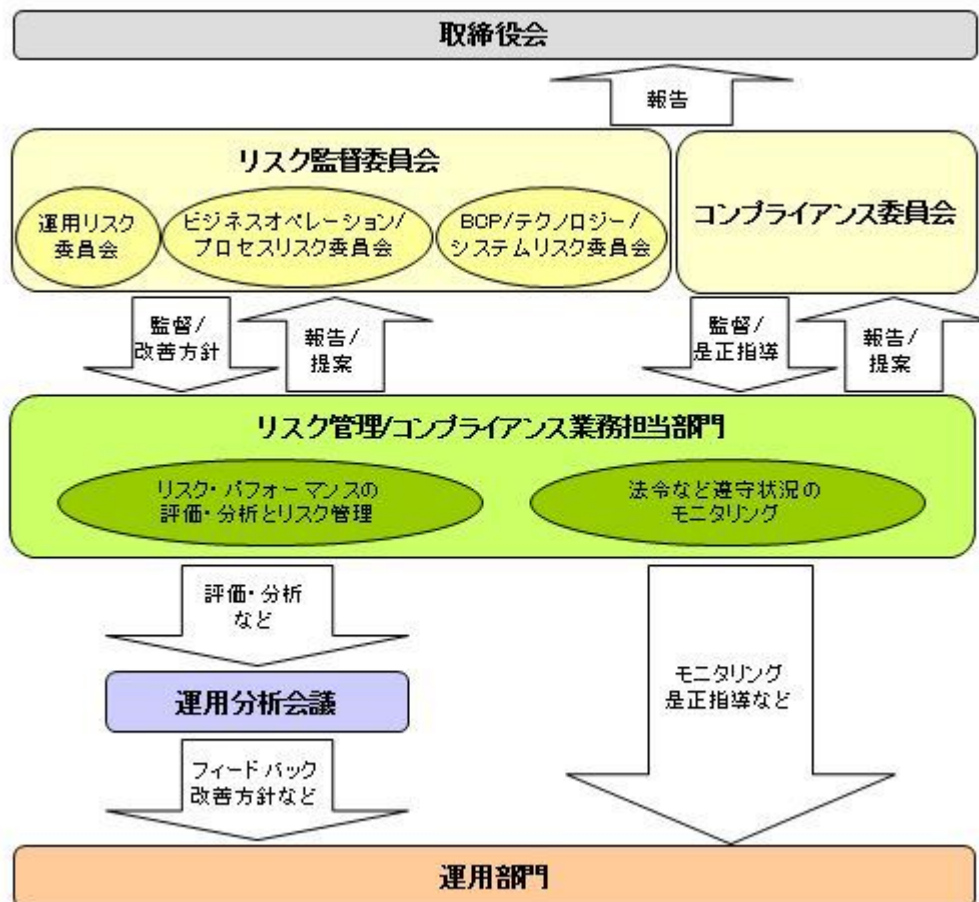 取締役会
報告
リスク監督委員会
運用リスク
委員会
ビジネスオペレーション/
プロセスリスク委員会
BCP/テクノロジー/
システムリスク委員会
コンプライアンス委員会
監督/
改善方針
報告/
提案
監督/
是正指導
報告/
提案
リスク管理/コンプライアンス業務担当部門
リスク・パフォーマンスの
評価・分析とリスク管理
法令など遵守状況の
モニタリング
評価・分析
など
運用分析会議
モニタリング
是正指導など
フィードバック
改善方針など
運用部門